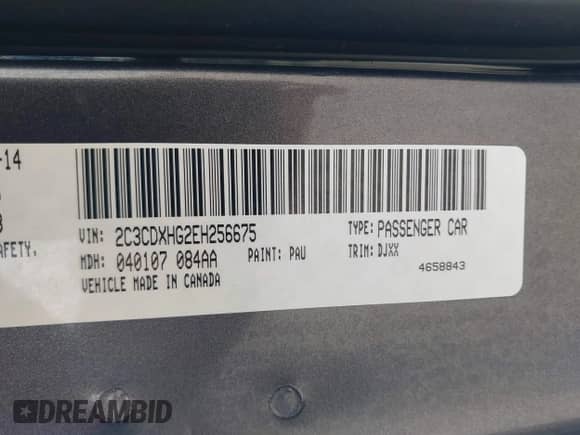 -14
3
AFETY,
VIN: 2C3CDXHG2EH256675 TYPE: PASSENGER CAR
MDH: 040107 084AA PAINT: PAU TRIM: DJXX
VEHICLE MADE IN CANADA 4658843
DREAMBID